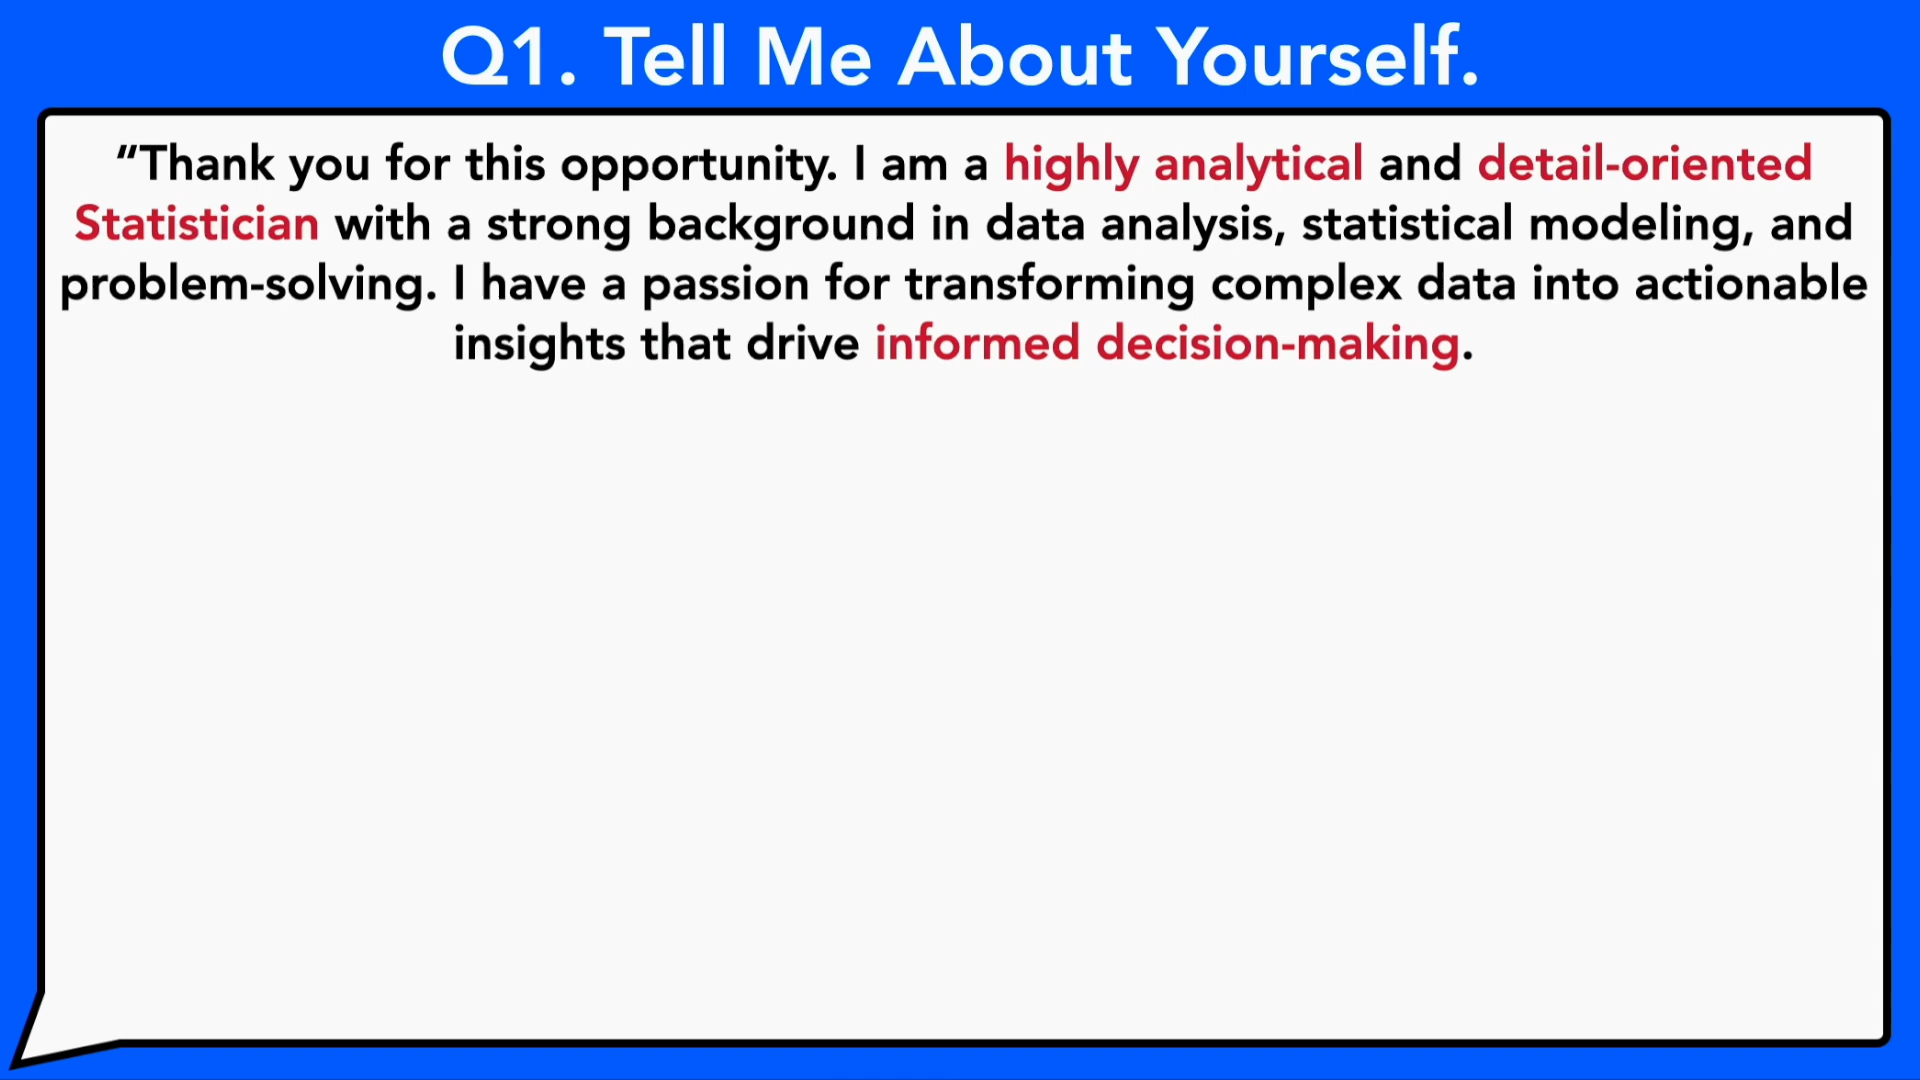 Q1. Tell Me About Yourself.
“Thank you for this opportunity. I am a highly analytical and detail-oriented
Statistician with a strong background in data analysis, statistical modeling, and
problem-solving. I have a passion for transforming complex data into actionable
insights that drive informed decision-making.